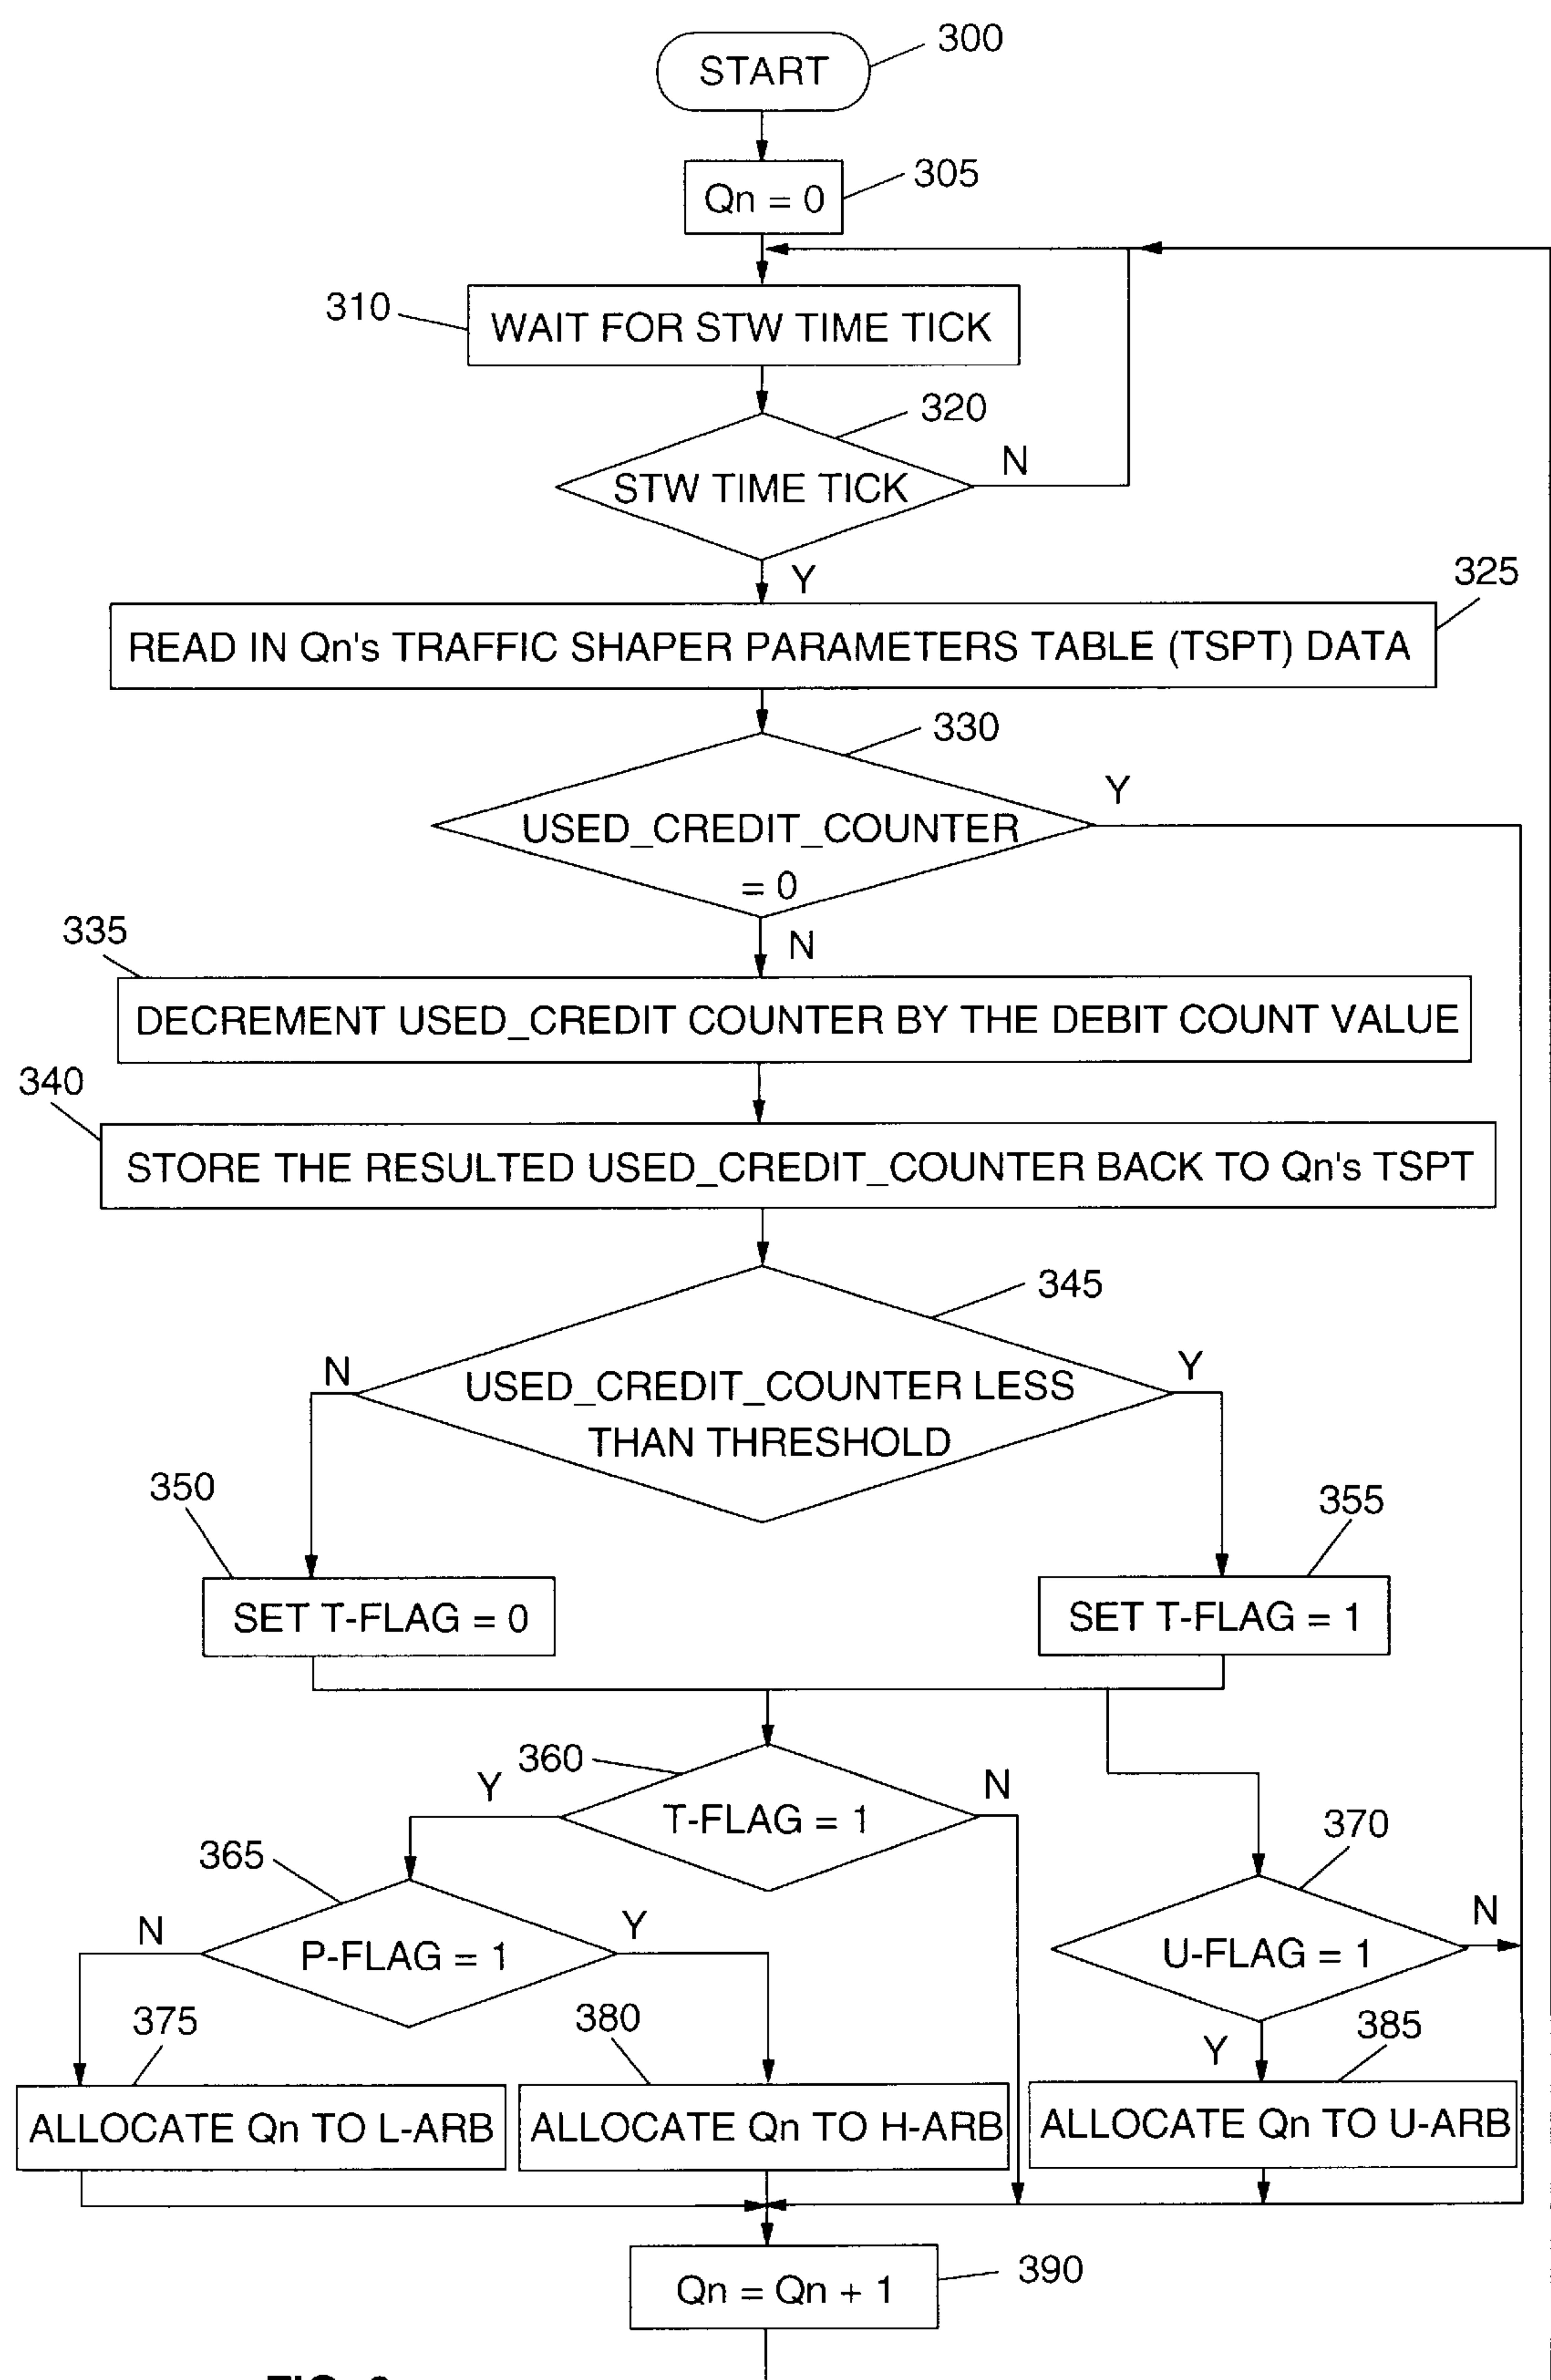 300
START
305
Qn = 0
310
WAIT FOR STW TIME TICK
320
STW TIME TICK
N
Y
325
READ IN Qn's TRAFFIC SHAPER PARAMETERS TABLE (TSPT) DATA
330
USED_CREDIT_COUNTER
= 0
Y
N
335
DECREMENT USED_CREDIT COUNTER BY THE DEBIT COUNT VALUE
340
STORE THE RESULTED USED_CREDIT_COUNTER BACK TO Qn's TSPT
345
N
USED_CREDIT_COUNTER LESS
THAN THRESHOLD
Y
350
SET T-FLAG = 0
355
SET T-FLAG = 1
360
Y
T-FLAG = 1
N
365
N
P-FLAG = 1
Y
370
U-FLAG = 1
N
Y
375
ALLOCATE Qn TO L-ARB
380
ALLOCATE Qn TO H-ARB
385
ALLOCATE Qn TO U-ARB
390
Qn = Qn + 1